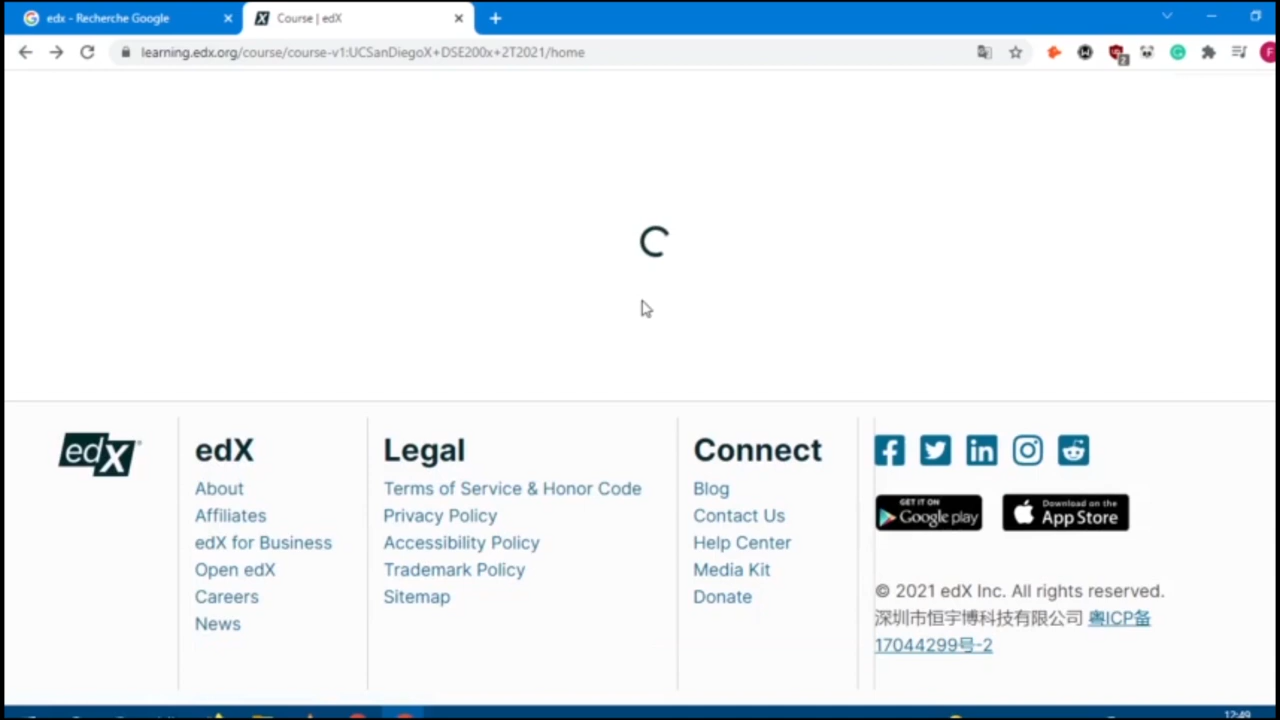 edx - Recherche Google
Course | edX
learning.edx.org/course/course-v1:UCSanDiegoX+DSE200x+2T2021/home
2
F
edX
edX
About
Affiliates
edX for Business
Open edX
Careers
News
Legal
Terms of Service & Honor Code
Privacy Policy
Accessibility Policy
Trademark Policy
Sitemap
Connect
Blog
Contact Us
Help Center
Media Kit
Donate
GET IT ON
Google play
Download on the
App Store
© 2021 edX Inc. All rights reserved.
深圳市恒宇博科技有限公司 粤ICP备
17044299号-2
12:49